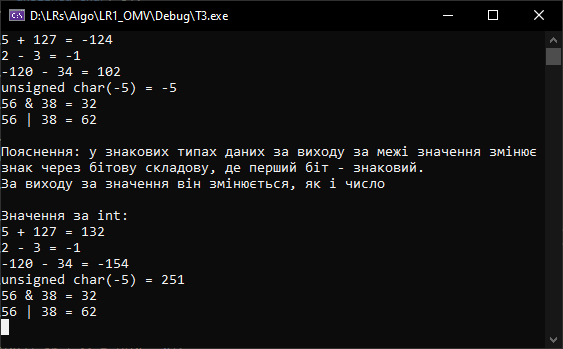 D:\LRs\Algo\LR1_OMV\Debug\T3.exe
5 + 127 = -124
2 - 3 = -1
-120 - 34 = 102
unsigned char(-5) = -5
56 & 38 = 32
56 | 38 = 62
Пояснення: у знакових типах даних за виходу за межі значення змінює
знак через бітову складову, де перший біт - знаковий.
За виходу за значення він змінюється, як і число
Значення за int:
5 + 127 = 132
2 - 3 = -1
-120 - 34 = -154
unsigned char(-5) = 251
56 & 38 = 32
56 | 38 = 62